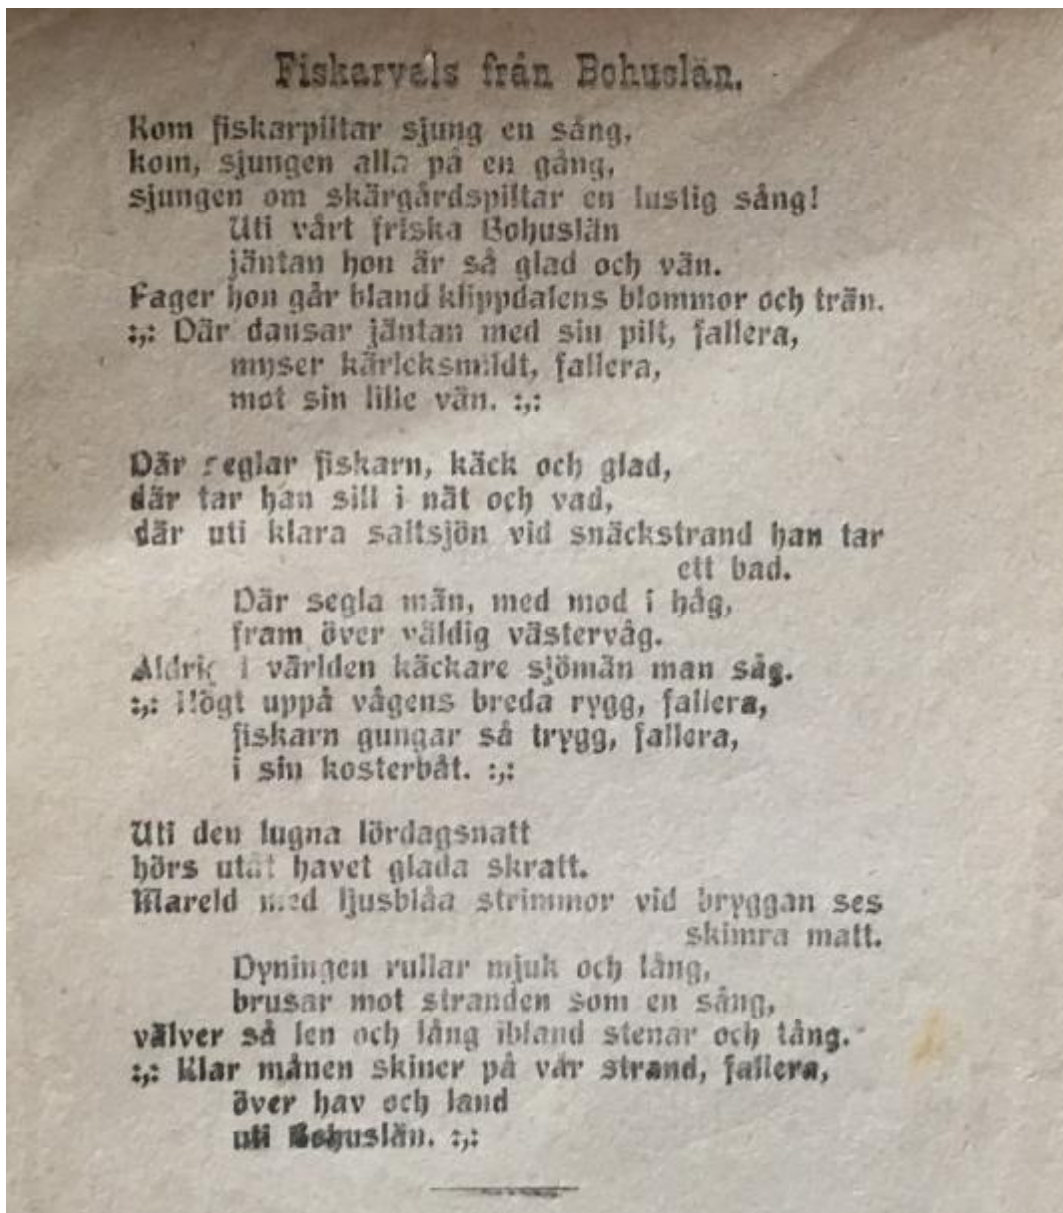 Fiskarvals från Bohuslän.
Kom fiskarpiltar sjung en sång,
kom, sjungen alla på en gång,
sjungen om skärgårdspiltar en lustig sång!
Uti vårt friska Bohuslän
jäntan hon är så glad och vän.
Fager hon går bland klippdalens blommor och trän.
:,: Där dansar jäntan med sin pilt, fallera,
myser kärleksmildt, fallera,
mot sin lille vän. :,:
Där seglar fiskarn, käck och glad,
där tar han sill i nät och vad,
där uti klara saltsjön vid snäckstrand han tar
ett bad.
Där segla män, med mod i håg,
fram över väldig västervåg.
Aldrig i världen käckare sjömän man såg.
:,: Högt uppå vågens breda rygg, fallera,
fiskarn gungar så trygg, fallera,
i sin kosterbåt. :,:
Uti den lugna lördagsnatt
hörs utåt havet glada skratt.
Mareld med ljusblåa strimmor vid bryggan ses
skimra matt.
Dyningen rullar mjuk och lång,
brusar mot stranden som en sång,
välver så len och lång ibland stenar och tång.
:,: Klar månen skiner på vår strand, fallera,
över hav och land
uti Bohuslän. :,: